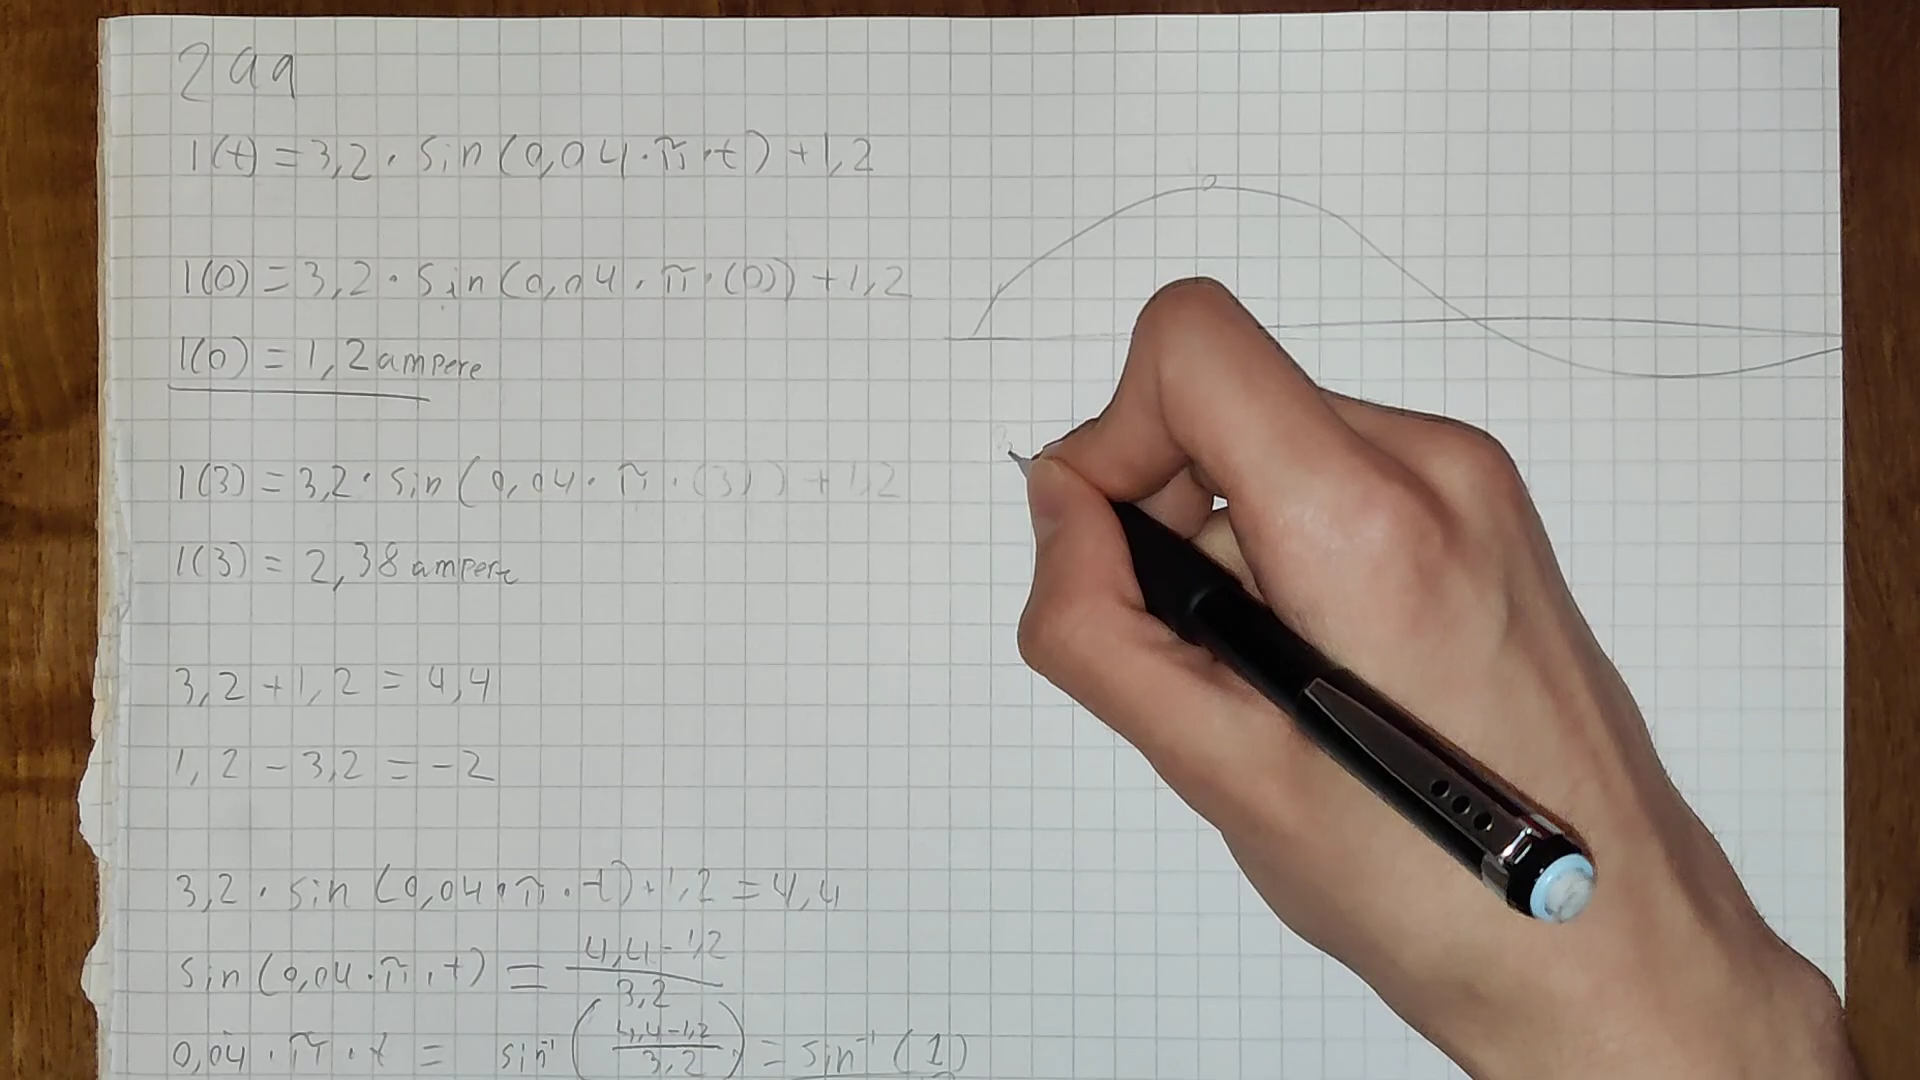 2aa
I(t) = 3,2 · sin(0,04 · π · t) + 1,2
I(0) = 3,2 · sin(0,04 · π · (0)) + 1,2
I(0) = 1,2 ampere
I(3) = 3,2 · sin(0,04 · π · (3)) + 1,2
I(3) = 2,38 ampere
3,2 + 1,2 = 4,4
1,2 - 3,2 = -2
3,2 · sin(0,04 · π · t) + 1,2 = 4,4
sin(0,04 · π · t) = (4,4 - 1,2)/3,2
0,04 · π · t = sin⁻¹((4,4 - 1,2)/3,2) = sin⁻¹(1)